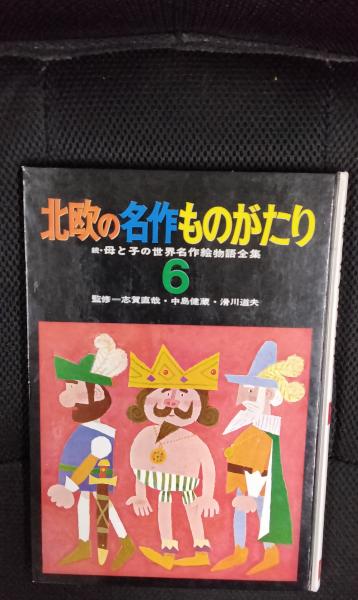 北欧の名作ものがたり
続・母と子の世界名作絵物語全集
6
監修―志賀直哉・中島健蔵・滑川道夫